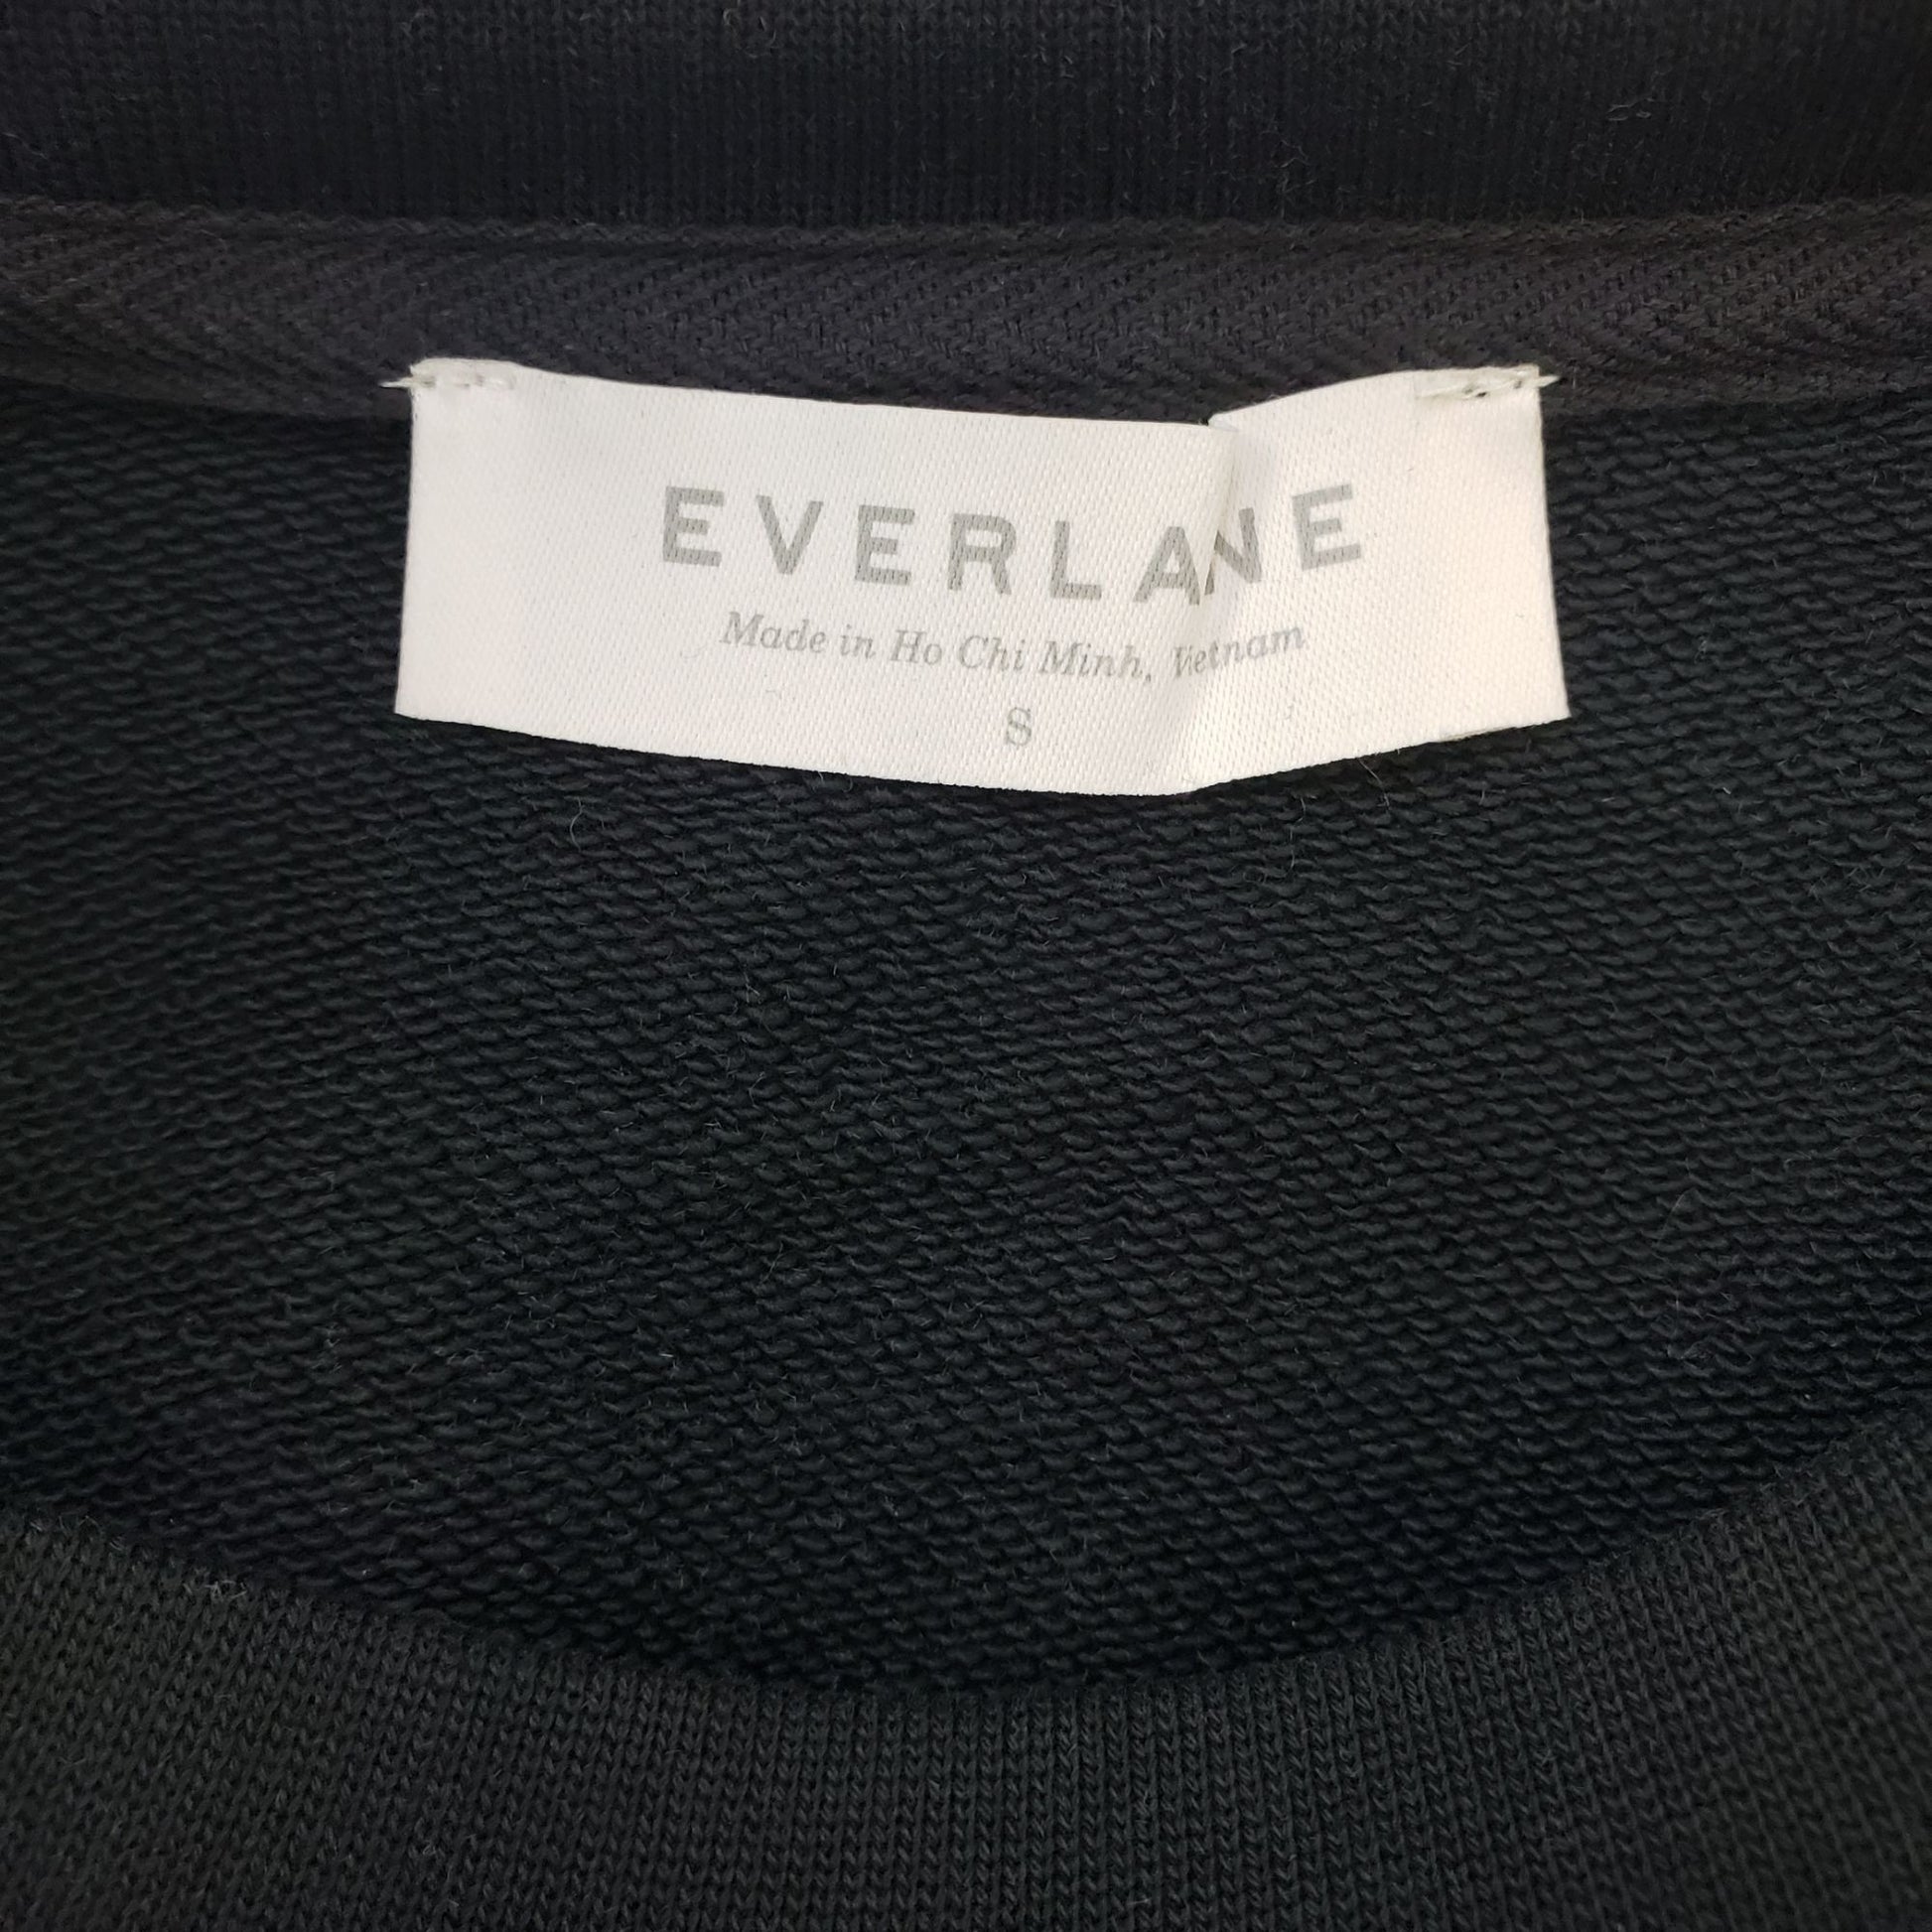 EVERLANE
Made in Ho Chi Minh, Vietnam
S